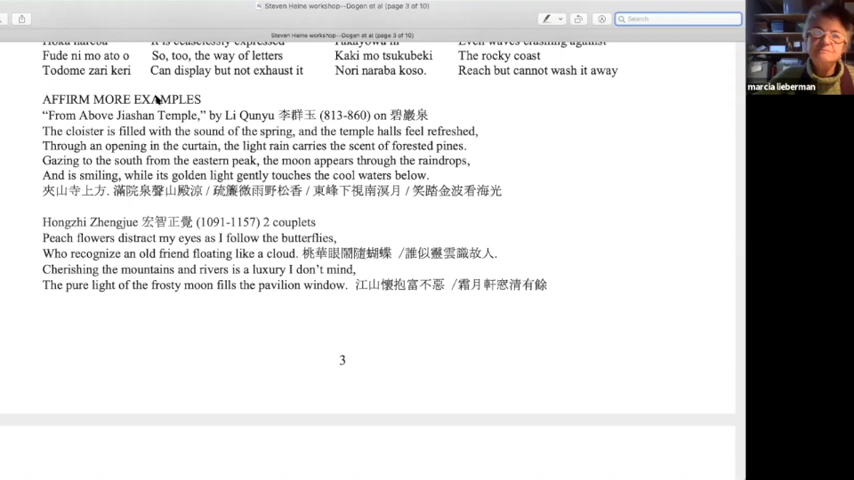 Steven Heine workshop--Dogen et al (page 3 of 10)
Search
Steven Heine workshop--Dogen et al (page 3 of 10)
marcia lieberman
Fude ni mo ato o So, too, the way of letters Kaki mo tsukubeki The rocky coast
Todome zari keri Can display but not exhaust it Nori naraba koso. Reach but cannot wash it away
AFFIRM MORE EXAMPLES
“From Above Jiashan Temple,” by Li Qunyu 李群玉 (813-860) on 碧巖泉
The cloister is filled with the sound of the spring, and the temple halls feel refreshed,
Through an opening in the curtain, the light rain carries the scent of forested pines.
Gazing to the south from the eastern peak, the moon appears through the raindrops,
And is smiling, while its golden light gently touches the cool waters below.
夾山寺上方. 滿院泉聲山殿涼 / 疏簾微雨野松香 / 東峰下視南溟月 / 笑踏金波看海光
Hongzhi Zhengjue 宏智正覺 (1091-1157) 2 couplets
Peach flowers distract my eyes as I follow the butterflies,
Who recognize an old friend floating like a cloud. 桃華眼鬧隨蝴蝶 /誰似靈雲識故人.
Cherishing the mountains and rivers is a luxury I don’t mind,
The pure light of the frosty moon fills the pavilion window. 江山懷抱富不惡 /霜月軒窓清有餘
3